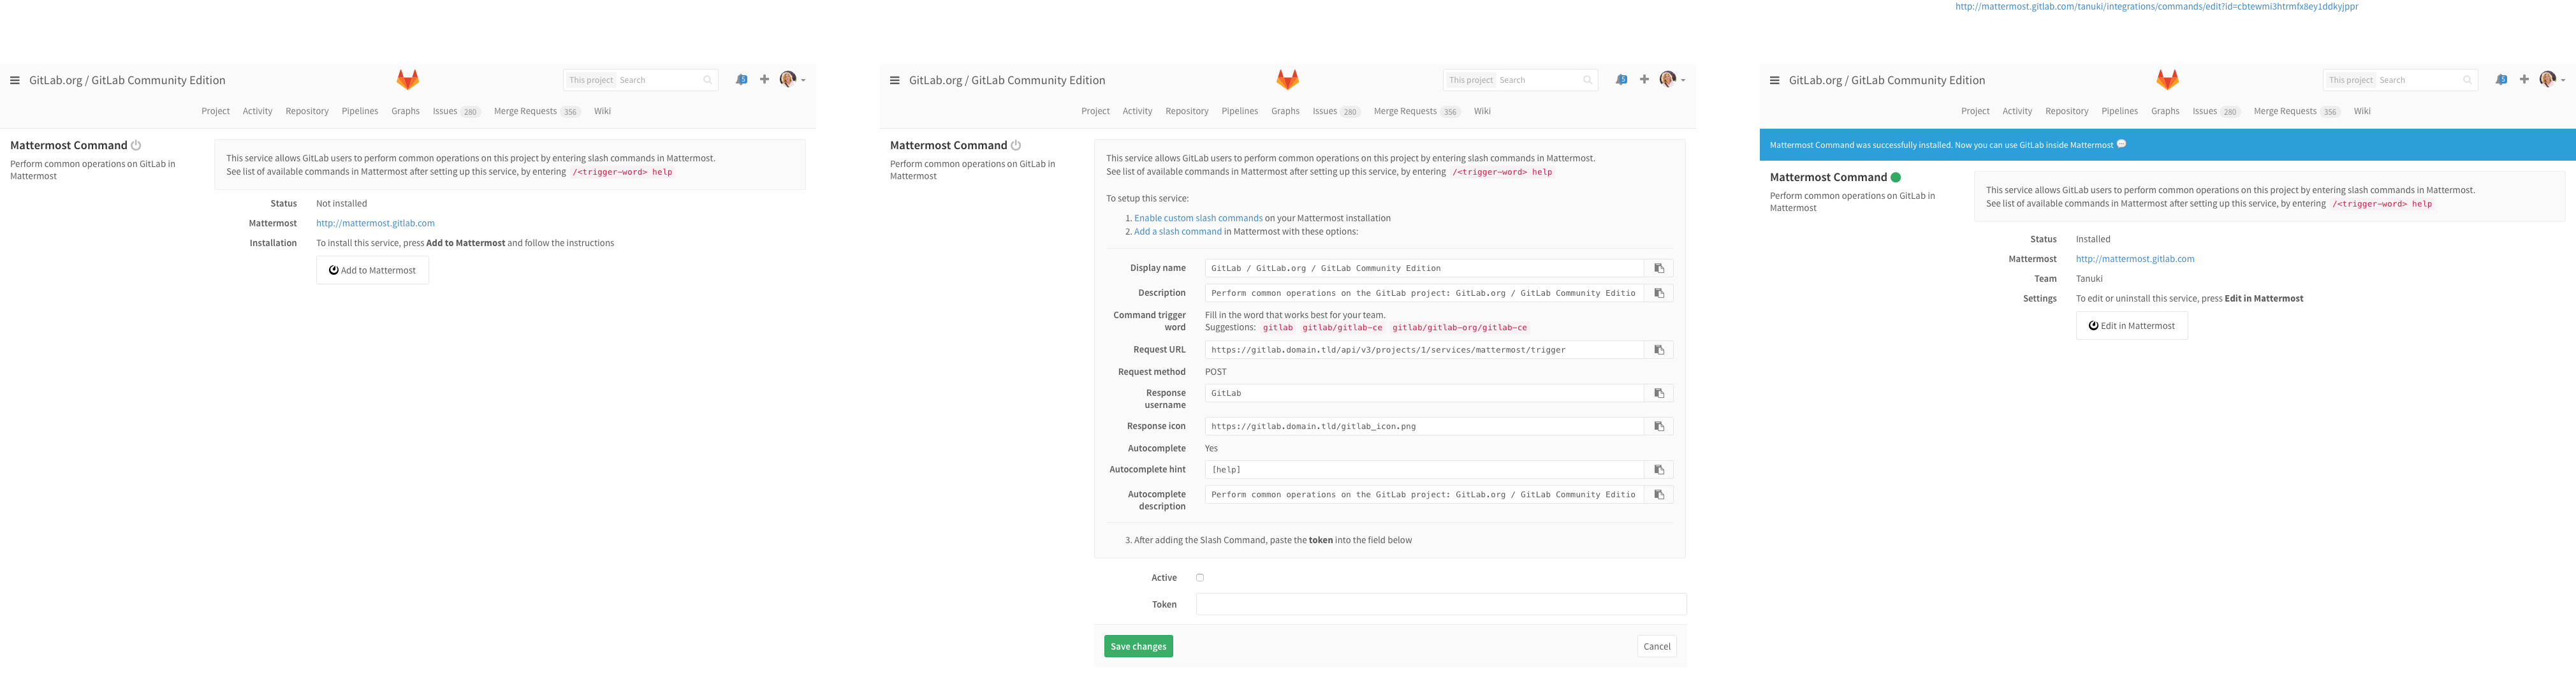 http://mattermost.gitlab.com/tanuki/integrations/commands/edit?id=cbtewmi3htrmfx8ey1ddkyjppr
GitLab.org / GitLab Community Edition
This project Search
Project Activity Repository Pipelines Graphs Issues 280 Merge Requests 356 Wiki
Mattermost Command
Perform common operations on GitLab in
Mattermost
This service allows GitLab users to perform common operations on this project by entering slash commands in Mattermost.
See list of available commands in Mattermost after setting up this service, by entering /<trigger-word> help
Status Not installed
Mattermost http://mattermost.gitlab.com
Installation To install this service, press Add to Mattermost and follow the instructions
Add to Mattermost
GitLab.org / GitLab Community Edition
This project Search
Project Activity Repository Pipelines Graphs Issues 280 Merge Requests 356 Wiki
Mattermost Command
Perform common operations on GitLab in
Mattermost
This service allows GitLab users to perform common operations on this project by entering slash commands in Mattermost.
See list of available commands in Mattermost after setting up this service, by entering /<trigger-word> help
To setup this service:
1. Enable custom slash commands on your Mattermost installation
2. Add a slash command in Mattermost with these options:
Display name GitLab / GitLab.org / GitLab Community Edition
Description Perform common operations on the GitLab project: GitLab.org / GitLab Community Editio
Command trigger
word
Fill in the word that works best for your team.
Suggestions: gitlab gitlab/gitlab-ce gitlab/gitlab-org/gitlab-ce
Request URL https://gitlab.domain.tld/api/v3/projects/1/services/mattermost/trigger
Request method POST
Response
username
GitLab
Response icon https://gitlab.domain.tld/gitlab_icon.png
Autocomplete Yes
Autocomplete hint [help]
Autocomplete
description
Perform common operations on the GitLab project: GitLab.org / GitLab Community Editio
3. After adding the Slash Command, paste the token into the field below
Active
Token
Save changes
Cancel
GitLab.org / GitLab Community Edition
This project Search
Project Activity Repository Pipelines Graphs Issues 280 Merge Requests 356 Wiki
Mattermost Command was successfully installed. Now you can use GitLab inside Mattermost 💬
Mattermost Command
Perform common operations on GitLab in
Mattermost
This service allows GitLab users to perform common operations on this project by entering slash commands in Mattermost.
See list of available commands in Mattermost after setting up this service, by entering /<trigger-word> help
Status Installed
Mattermost http://mattermost.gitlab.com
Team Tanuki
Settings To edit or uninstall this service, press Edit in Mattermost
Edit in Mattermost